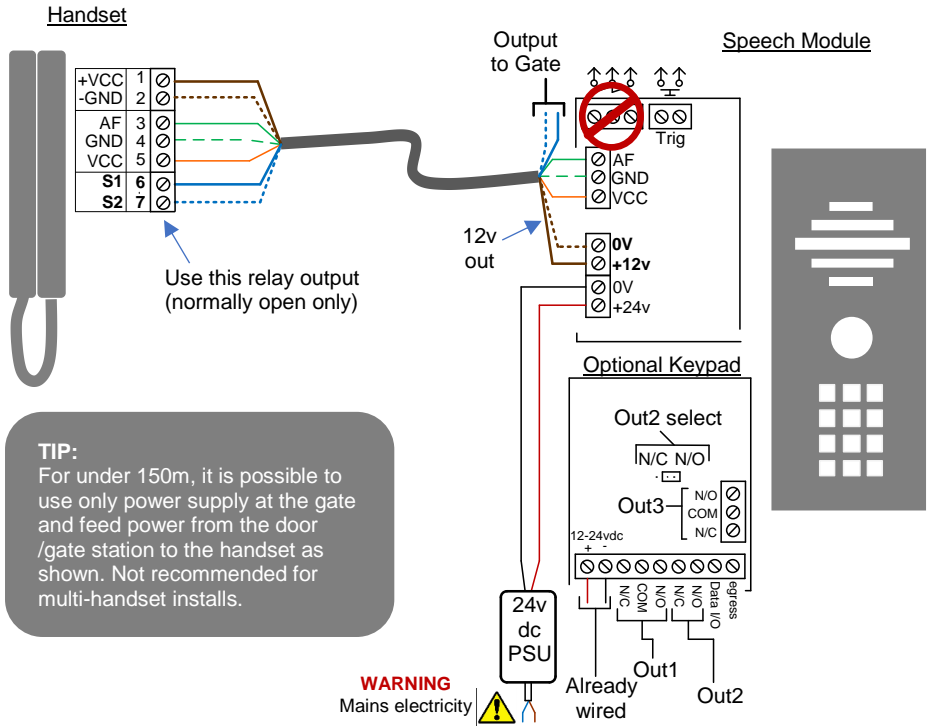 Handset
+VCC 1
-GND 2
AF 3
GND 4
VCC 5
S1 6
S2 7
Use this relay output
(normally open only)
Output
to Gate
Speech Module
Trig
AF
GND
VCC
12v
out
0V
+12v
0V
+24v
Optional Keypad
Out2 select
N/C N/O
Out3
N/O
COM
N/C
12-24vdc
+ -
N/C
COM
N/O
N/C
N/O
Data I/O
egress
Already
wired
Out1
Out2
TIP:
For under 150m, it is possible to
use only power supply at the gate
and feed power from the door
/gate station to the handset as
shown. Not recommended for
multi-handset installs.
24v
dc
PSU
WARNING
Mains electricity